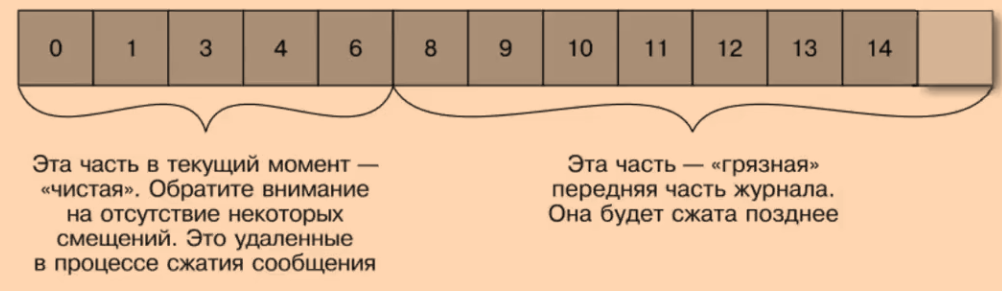 0 1 3 4 6 8 9 10 11 12 13 14
Эта часть в текущий момент —
«чистая». Обратите внимание
на отсутствие некоторых
смещений. Это удаленные
в процессе сжатия сообщения
Эта часть — «грязная»
передняя часть журнала.
Она будет сжата позднее